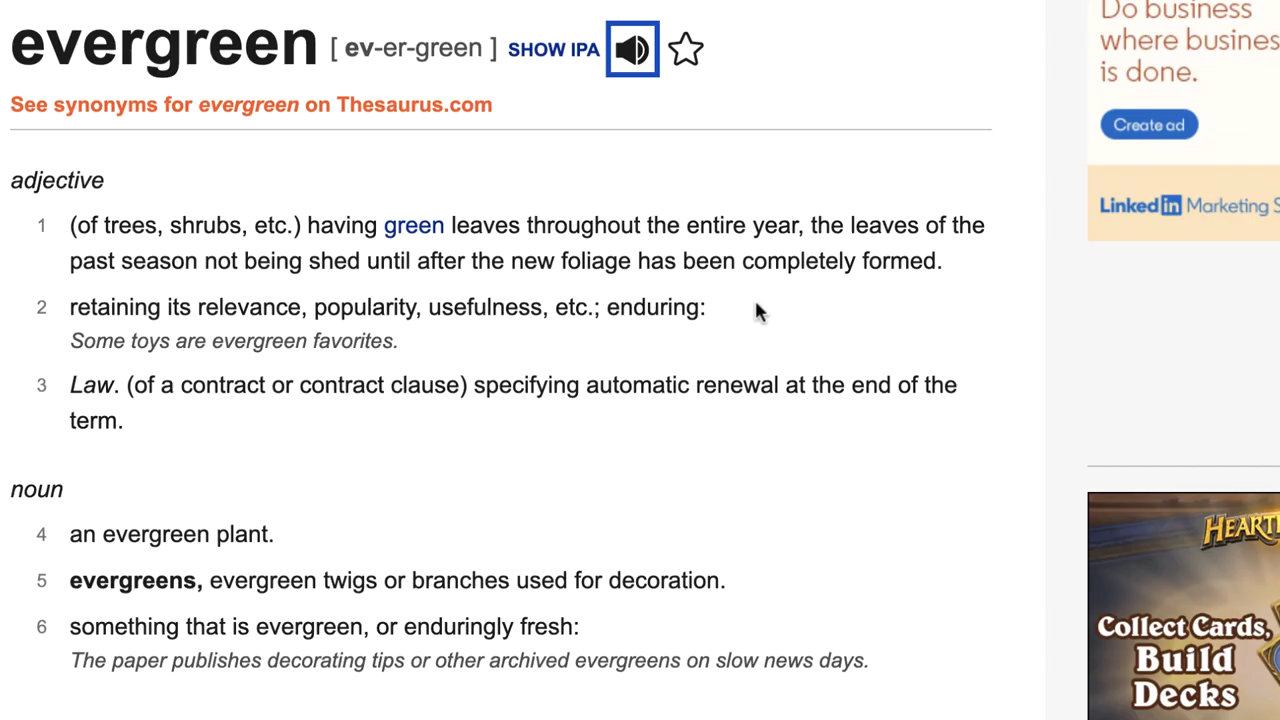 evergreen [ ev-er-green ] SHOW IPA
See synonyms for evergreen on Thesaurus.com
adjective
1 (of trees, shrubs, etc.) having green leaves throughout the entire year, the leaves of the
past season not being shed until after the new foliage has been completely formed.
2 retaining its relevance, popularity, usefulness, etc.; enduring:
Some toys are evergreen favorites.
3 Law. (of a contract or contract clause) specifying automatic renewal at the end of the
term.
noun
4 an evergreen plant.
5 evergreens, evergreen twigs or branches used for decoration.
6 something that is evergreen, or enduringly fresh:
The paper publishes decorating tips or other archived evergreens on slow news days.
Do business
where busines
is done.
Create ad
Linked in Marketing S
HEART
Collect Cards,
Build
Decks